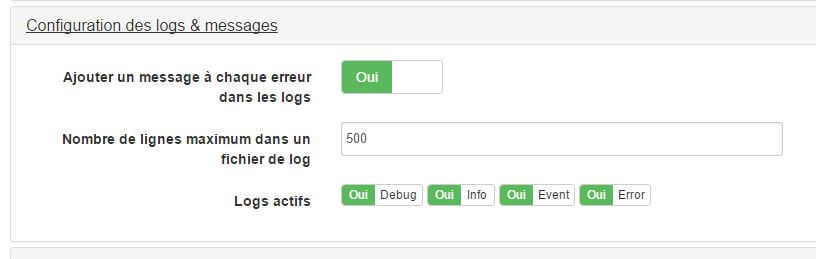 Configuration des logs & messages
Ajouter un message à chaque erreur
dans les logs
Oui
Nombre de lignes maximum dans un
fichier de log
500
Logs actifs
Oui Debug Oui Info Oui Event Oui Error